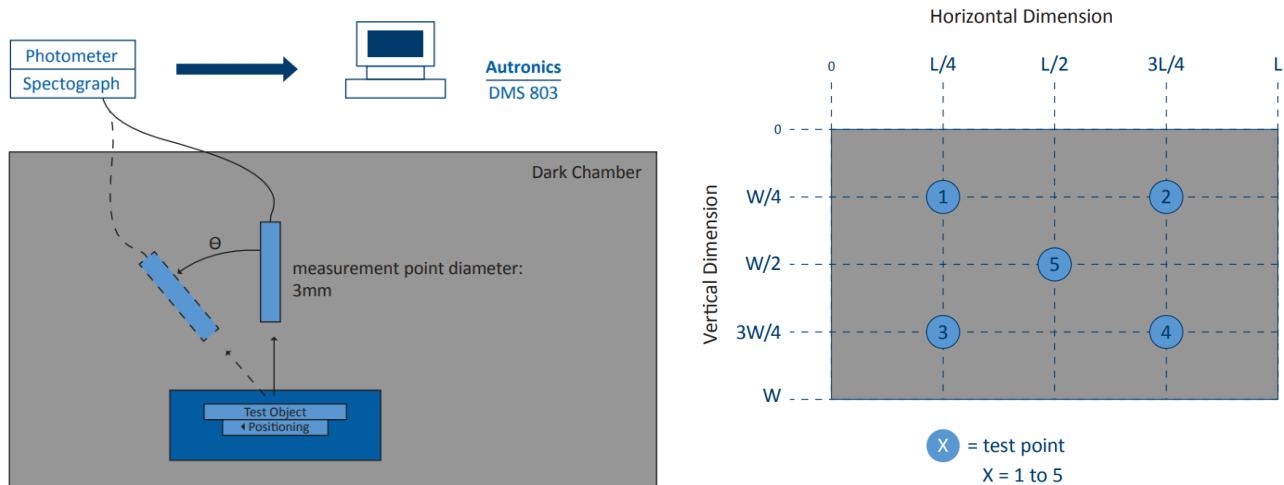 Photometer
Spectograph
Autronics
DMS 803
Dark Chamber
Θ
measurement point diameter:
3mm
Test Object
Positioning
Horizontal Dimension
0
L/4
L/2
3L/4
L
Vertical Dimension
0
W/4
W/2
3W/4
W
1
2
5
3
4
X = test point
X = 1 to 5